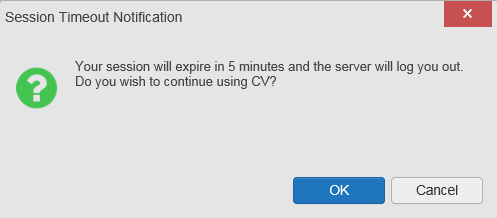 Session Timeout Notification
Your session will expire in 5 minutes and the server will log you out.
Do you wish to continue using CV?
OK
Cancel